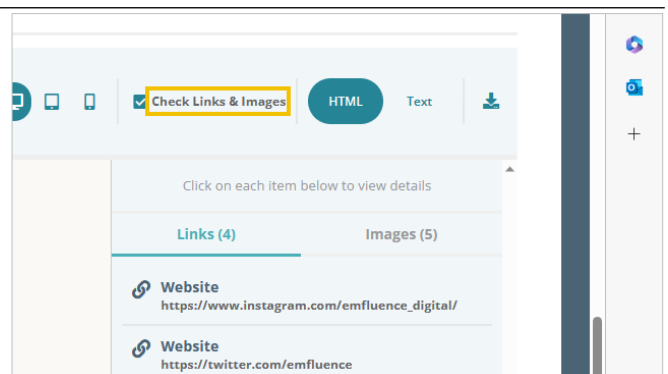 Check Links & Images
HTML
Text
Click on each item below to view details
Links (4)
Images (5)
Website
https://www.instagram.com/emfluence_digital/
Website
https://twitter.com/emfluence